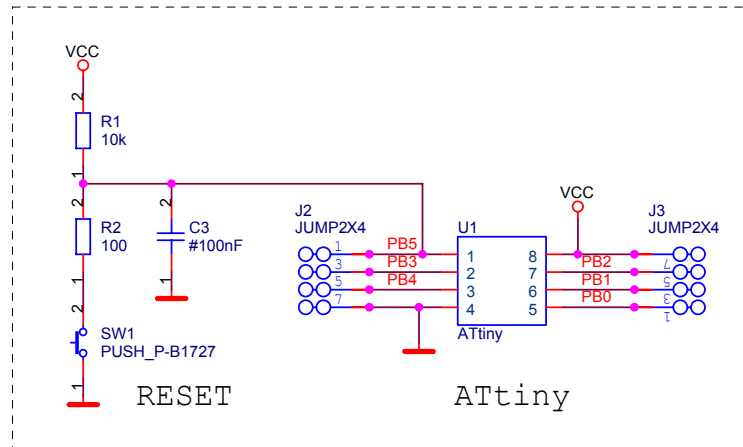 VCC
2
R1
10k
1
2
R2
100
1
2
C3
#100nF
1
2
SW1
PUSH_P-B1727
1
RESET
J2
JUMP2X4
1
3
5
7
PB5
PB3
PB4
U1
1
2
3
4
8
7
6
5
ATtiny
VCC
PB2
PB1
PB0
J3
JUMP2X4
7
5
3
1
ATtiny